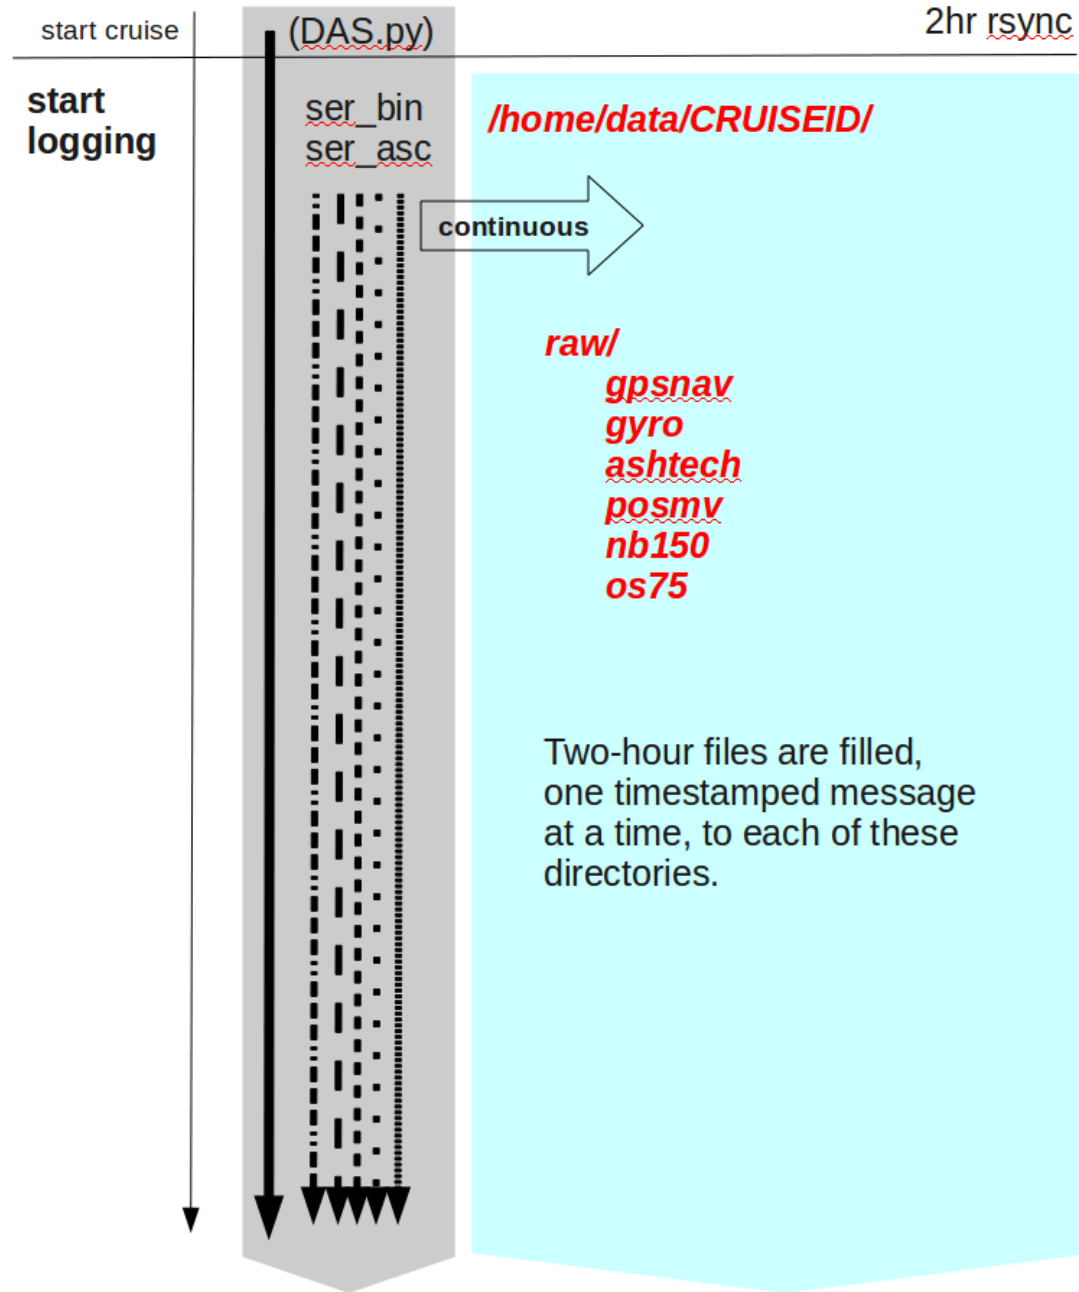 start cruise
(DAS.py)
2hr rsync
start
logging
ser_bin
ser_asc
/home/data/CRUISEID/
continuous
raw/
gpsnav
gyro
ashtech
posmv
nb150
os75
Two-hour files are filled,
one timestamped message
at a time, to each of these
directories.